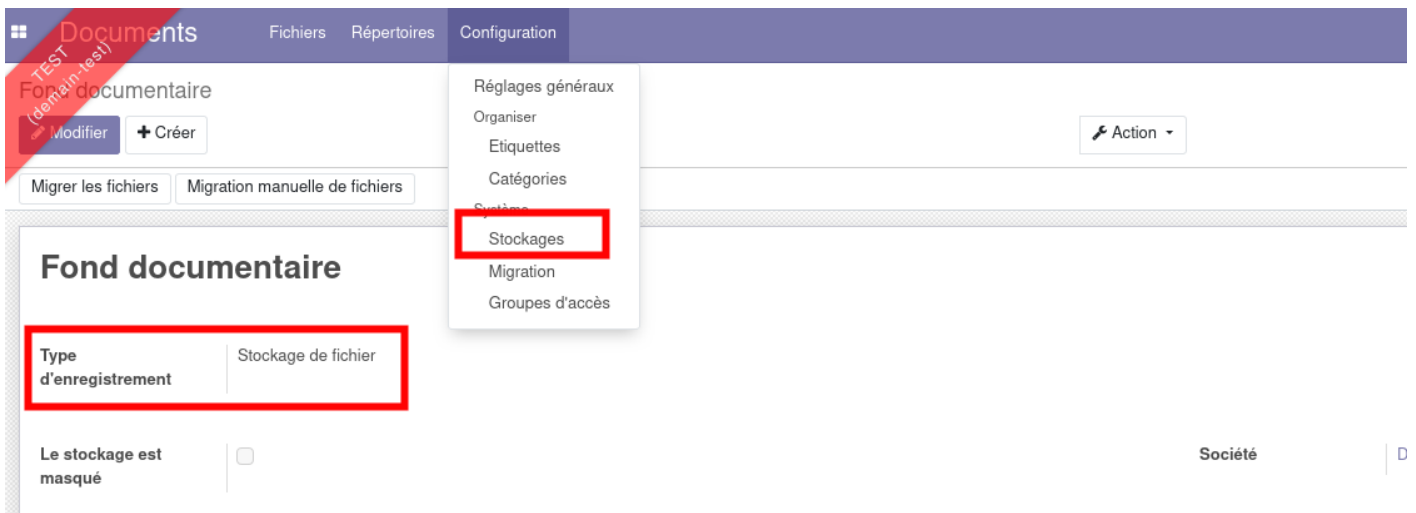 Documents
Fichiers
Répertoires
Configuration
TEST
(demain-test)
Fond documentaire
Modifier
Créer
Réglages généraux
Organiser
Etiquettes
Catégories
Système
Stockages
Migration
Groupes d'accès
Action
Migrer les fichiers
Migration manuelle de fichiers
Fond documentaire
Type
d'enregistrement
Stockage de fichier
Le stockage est
masqué
Société
D